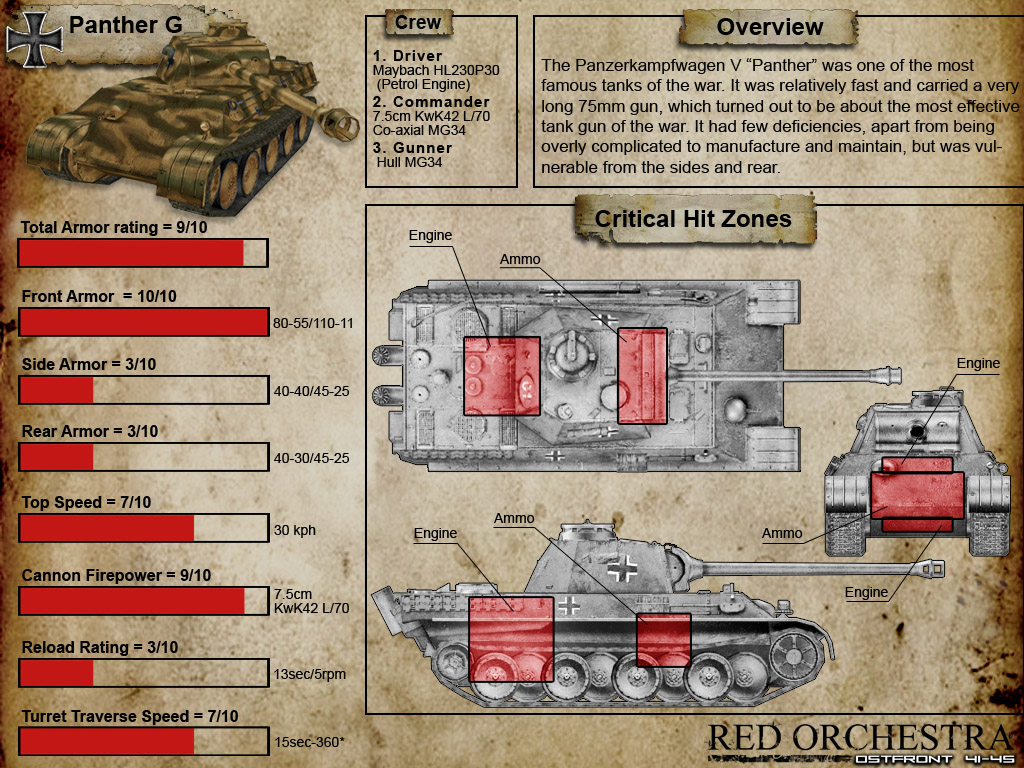 Panther G
Crew
1. Driver
Maybach HL230P30
(Petrol Engine)
2. Commander
7.5cm KwK42 L/70
Co-axial MG34
3. Gunner
Hull MG34
Overview
The Panzerkampfwagen V “Panther” was one of the most
famous tanks of the war. It was relatively fast and carried a very
long 75mm gun, which turned out to be about the most effective
tank gun of the war. It had few deficiencies, apart from being
overly complicated to manufacture and maintain, but was vul-
nerable from the sides and rear.
Total Armor rating = 9/10
Front Armor = 10/10
80-55/110-11
Side Armor = 3/10
40-40/45-25
Rear Armor = 3/10
40-30/45-25
Top Speed = 7/10
30 kph
Cannon Firepower = 9/10
7.5cm
KwK42 L/70
Reload Rating = 3/10
13sec/5rpm
Turret Traverse Speed = 7/10
15sec-360*
Critical Hit Zones
Engine
Ammo
Engine
Ammo
Engine
Engine
Ammo
RED ORCHESTRA
OSTFRONT 41-45